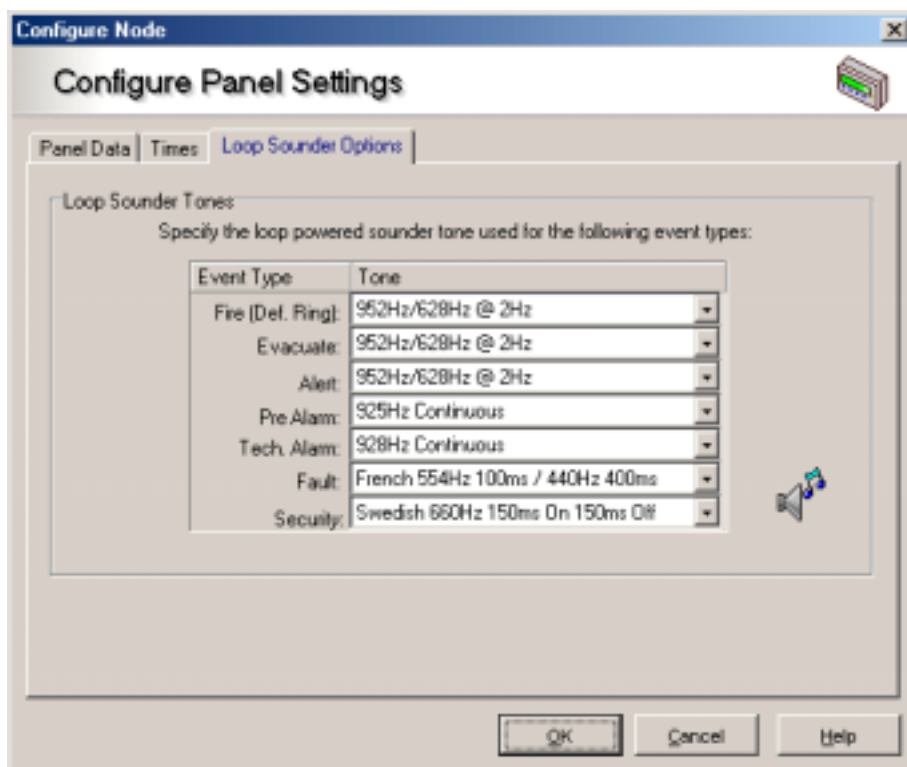 Configure Node
Configure Panel Settings
Panel Data Times Loop Sounder Options
Loop Sounder Tones
Specify the loop powered sounder tone used for the following event types:
Event Type Tone
Fire (Def. Ring): 952Hz/628Hz @ 2Hz
Evacuate: 952Hz/628Hz @ 2Hz
Alert: 952Hz/628Hz @ 2Hz
Pre Alarm: 925Hz Continuous
Tech. Alarm: 928Hz Continuous
Fault: French 554Hz 100ms / 440Hz 400ms
Security: Swedish 660Hz 150ms On 150ms Off
OK Cancel Help